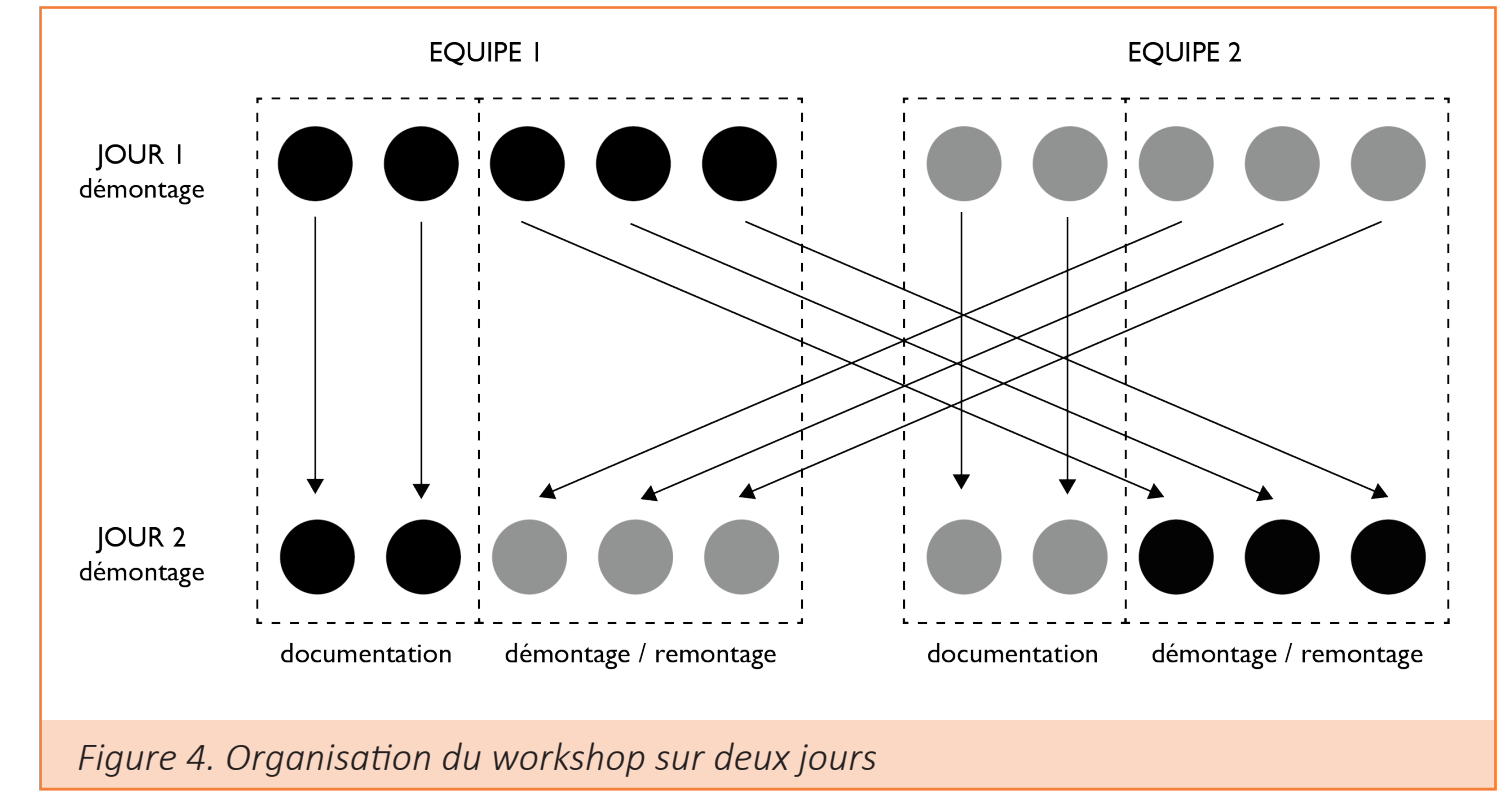 EQUIPE 1
EQUIPE 2
JOUR 1
démontage
JOUR 2
démontage
documentation
démontage / remontage
documentation
démontage / remontage
Figure 4. Organisation du workshop sur deux jours